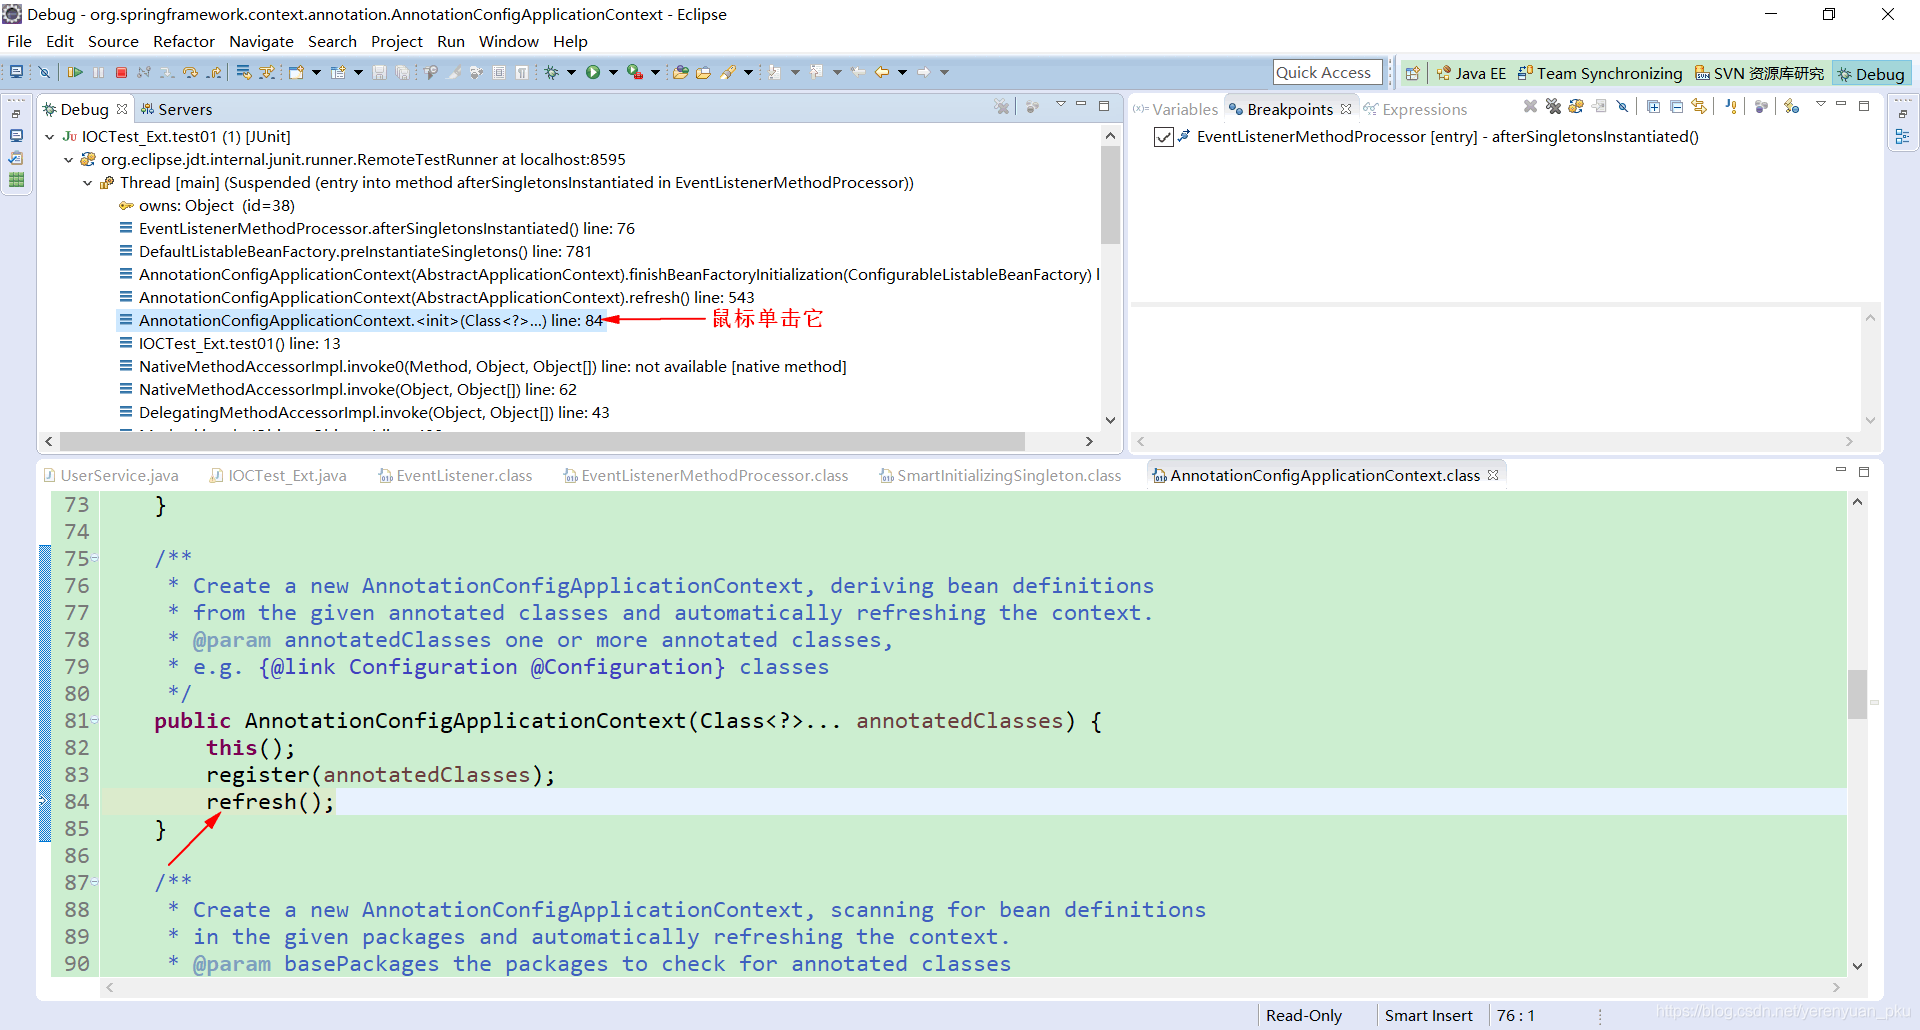 Debug - org.springframework.context.annotation.AnnotationConfigApplicationContext - Eclipse
File Edit Source Refactor Navigate Search Project Run Window Help
Quick Access
Java EE
Team Synchronizing
SVN 资源库研究
Debug
Debug
Servers
IOCTest_Ext.test01 (1) [JUnit]
org.eclipse.jdt.internal.junit.runner.RemoteTestRunner at localhost:8595
Thread [main] (Suspended (entry into method afterSingletonsInstantiated in EventListenerMethodProcessor))
owns: Object (id=38)
EventListenerMethodProcessor.afterSingletonsInstantiated() line: 76
DefaultListableBeanFactory.preInstantiateSingletons() line: 781
AnnotationConfigApplicationContext(AbstractApplicationContext).finishBeanFactoryInitialization(ConfigurableListableBeanFactory) l
AnnotationConfigApplicationContext(AbstractApplicationContext).refresh() line: 543
AnnotationConfigApplicationContext.<init>(Class<?>...) line: 84
鼠标单击它
IOCTest_Ext.test01() line: 13
NativeMethodAccessorImpl.invoke0(Method, Object, Object[]) line: not available [native method]
NativeMethodAccessorImpl.invoke(Object, Object[]) line: 62
DelegatingMethodAccessorImpl.invoke(Object, Object[]) line: 43
(x)= Variables
Breakpoints
Expressions
EventListenerMethodProcessor [entry] - afterSingletonsInstantiated()
UserService.java
IOCTest_Ext.java
EventListener.class
EventListenerMethodProcessor.class
SmartInitializingSingleton.class
AnnotationConfigApplicationContext.class
73 }
74
75 /**
76 * Create a new AnnotationConfigApplicationContext, deriving bean definitions
77 * from the given annotated classes and automatically refreshing the context.
78 * @param annotatedClasses one or more annotated classes,
79 * e.g. {@link Configuration @Configuration} classes
80 */
81 public AnnotationConfigApplicationContext(Class<?>... annotatedClasses) {
82 this();
83 register(annotatedClasses);
84 refresh();
85 }
86
87 /**
88 * Create a new AnnotationConfigApplicationContext, scanning for bean definitions
89 * in the given packages and automatically refreshing the context.
90 * @param basePackages the packages to check for annotated classes
Read-Only
Smart Insert
76 : 1
https://blog.csdn.net/yerenyuan_pku